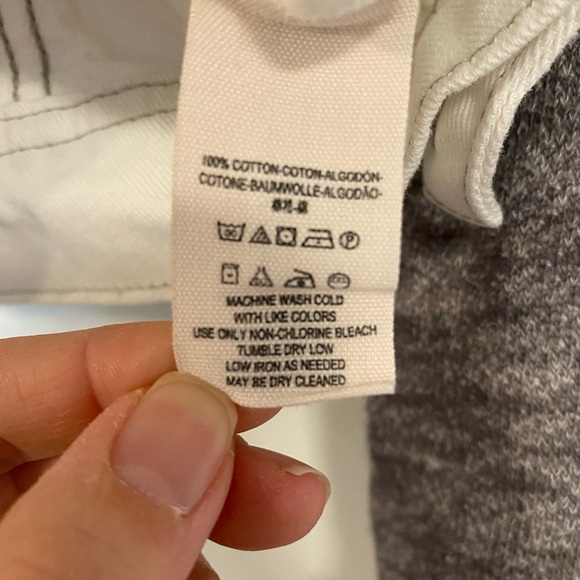 100% COTTON-COTON-ALGODÓN-
COTONE-BAUMWOLLE-ALGODÃO-
MACHINE WASH COLD
WITH LIKE COLORS
USE ONLY NON-CHLORINE BLEACH
TUMBLE DRY LOW
LOW IRON AS NEEDED
MAY BE DRY CLEANED